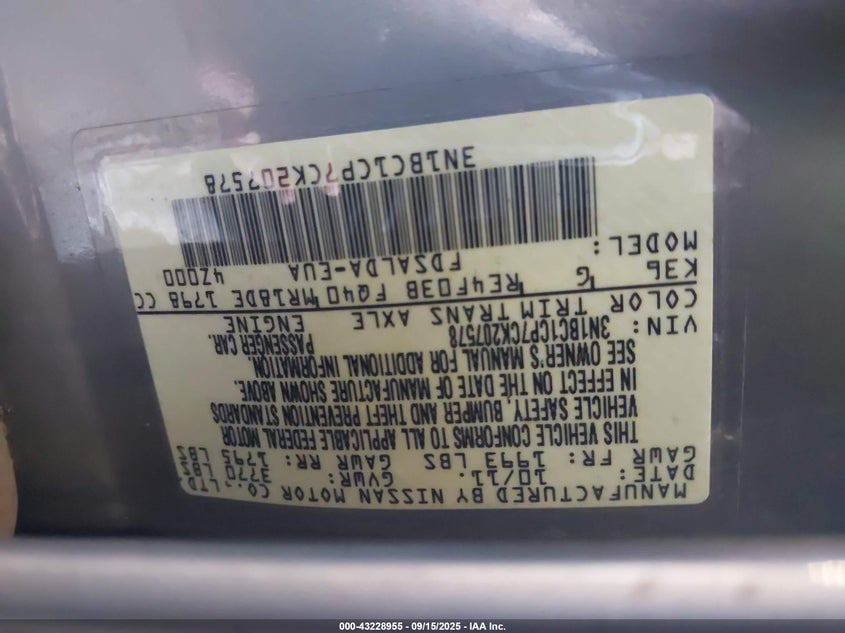 MANUFACTURED BY NISSAN MOTOR CO., LTD.
DATE: 10/11 GVWR: 3770 LBS
GAWR FR: 1993 LBS GAWR RR: 1795 LBS
THIS VEHICLE CONFORMS TO ALL APPLICABLE FEDERAL MOTOR
VEHICLE SAFETY, BUMPER AND THEFT PREVENTION STANDARDS
IN EFFECT ON THE DATE OF MANUFACTURE SHOWN ABOVE.
SEE OWNER'S MANUAL FOR ADDITIONAL INFORMATION.
VIN: 3N1BC1CP7CK207578 PASSENGER CAR.
COLOR TRIM TRANS AXLE ENGINE
K36 G RE4F03B FQ40 MR18DE 1798 CC
MODEL: FDSALDA-EUA 4Z000
3N1BC1CP7CK207578
000-43228955 - 09/15/2025 - IAA Inc.